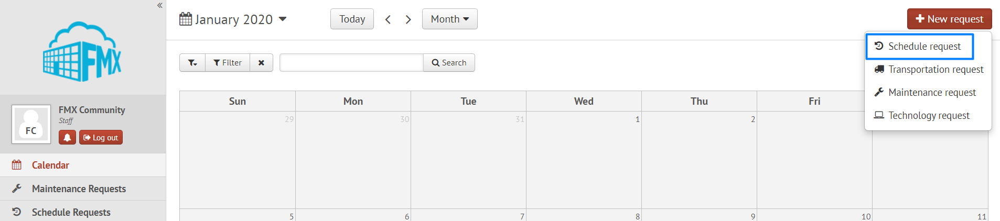 «
FMX
FC
FMX Community
Staff
Log out
Calendar
Maintenance Requests
Schedule Requests
January 2020
Today
Month
New request
Schedule request
Transportation request
Maintenance request
Technology request
Filter
Search
Sun Mon Tue Wed Thu Fri
29 30 31 1 2
5 6 7 8 9 10 11